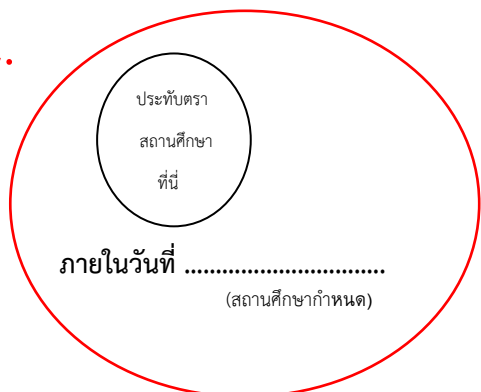 ประทับตรา
สถานศึกษา
ที่นี่
ภายในวันที่ ................................
(สถานศึกษากำหนด)